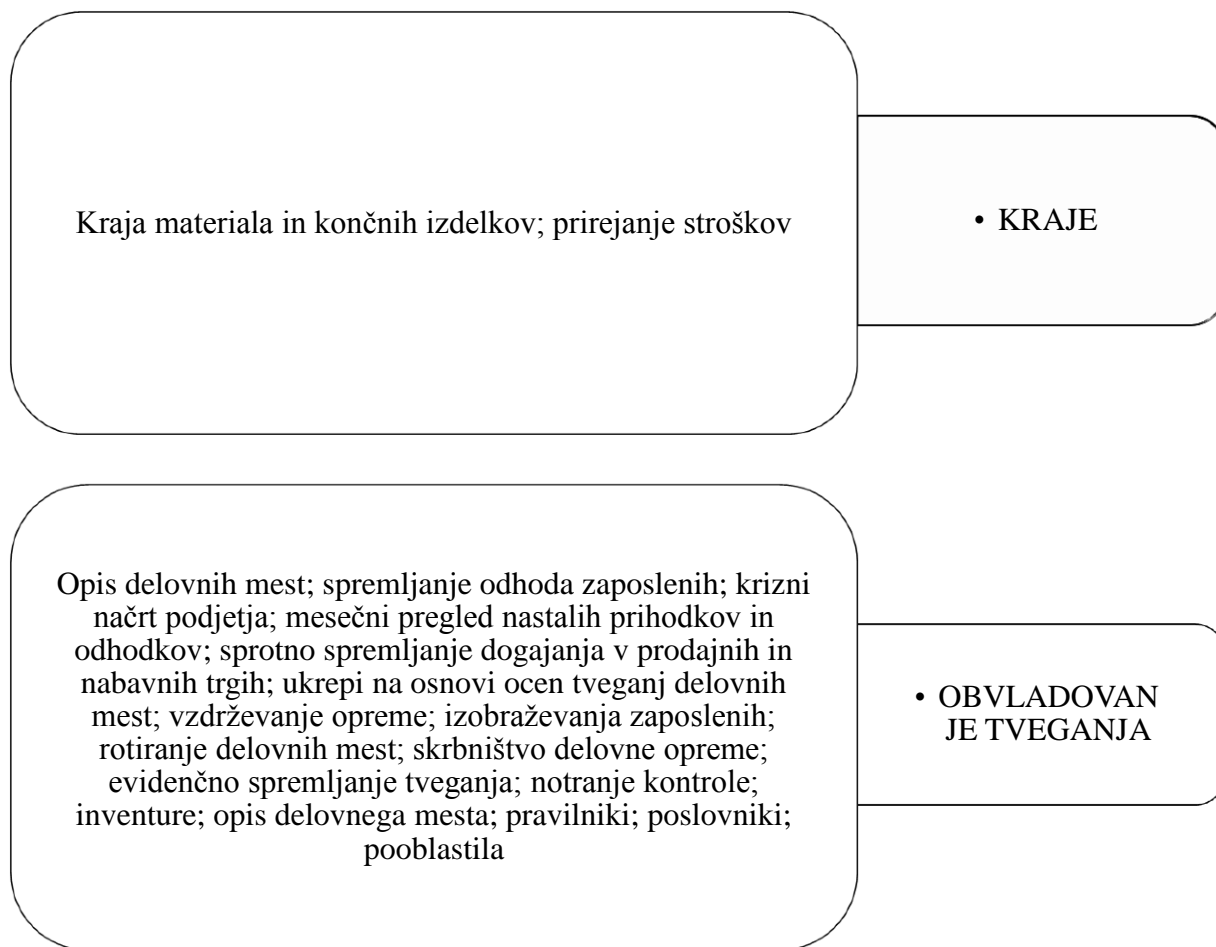 Kraja materiala in končnih izdelkov; prirejanje stroškov
• KRAJE
Opis delovnih mest; spremljanje odhoda zaposlenih; krizni
načrt podjetja; mesečni pregled nastalih prihodkov in
odhodkov; sprotno spremljanje dogajanja v prodajnih in
nabavnih trgih; ukrepi na osnovi ocen tveganj delovnih
mest; vzdrževanje opreme; izobraževanja zaposlenih;
rotiranje delovnih mest; skrbništvo delovne opreme;
evidenčno spremljanje tveganja; notranje kontrole;
inventure; opis delovnega mesta; pravilniki; poslovniki;
pooblastila
• OBVLADOVAN
JE TVEGANJA